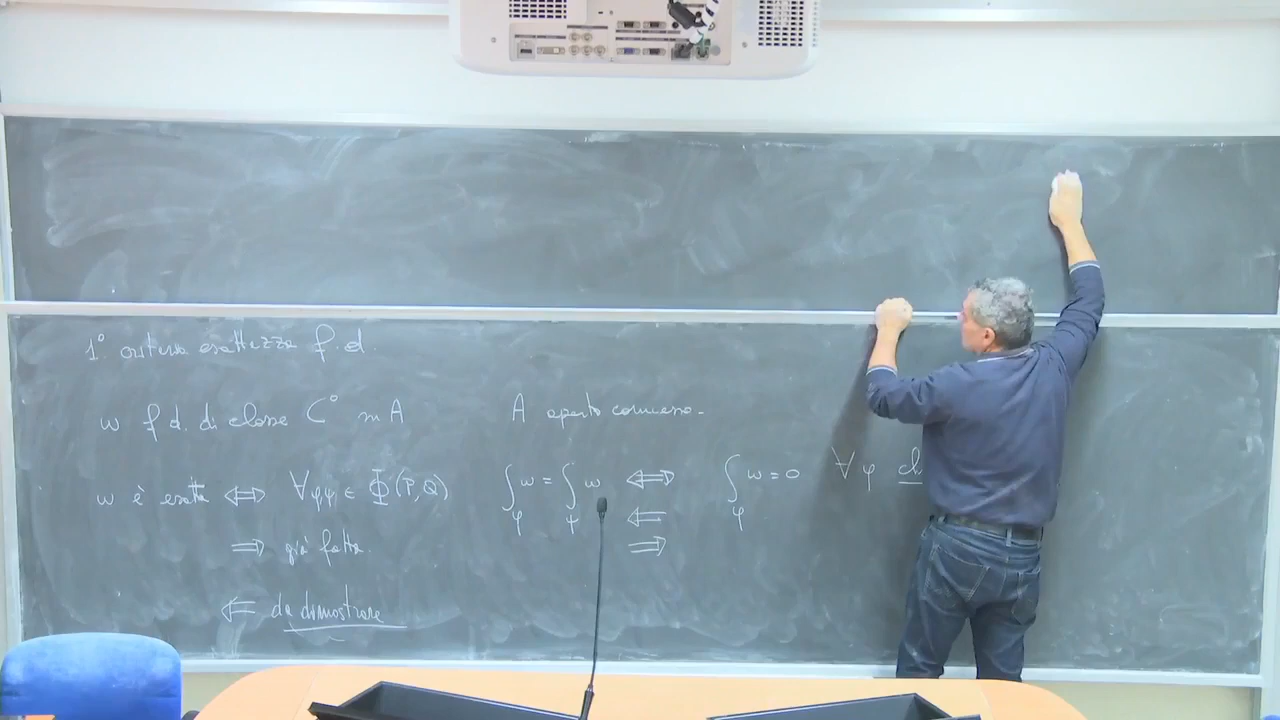 1° criterio esattezza f.d.
ω f.d. di classe C° in A A aperto connesso.
ω è esatta ⇔ ∀φ,ψ ∈ Φ(P,Q) ∫_φ ω = ∫_ψ ω ⇔ ∫_φ ω = 0 ∀φ
⇒ già fatta. ⇐
⇒
⇐ da dimostrare